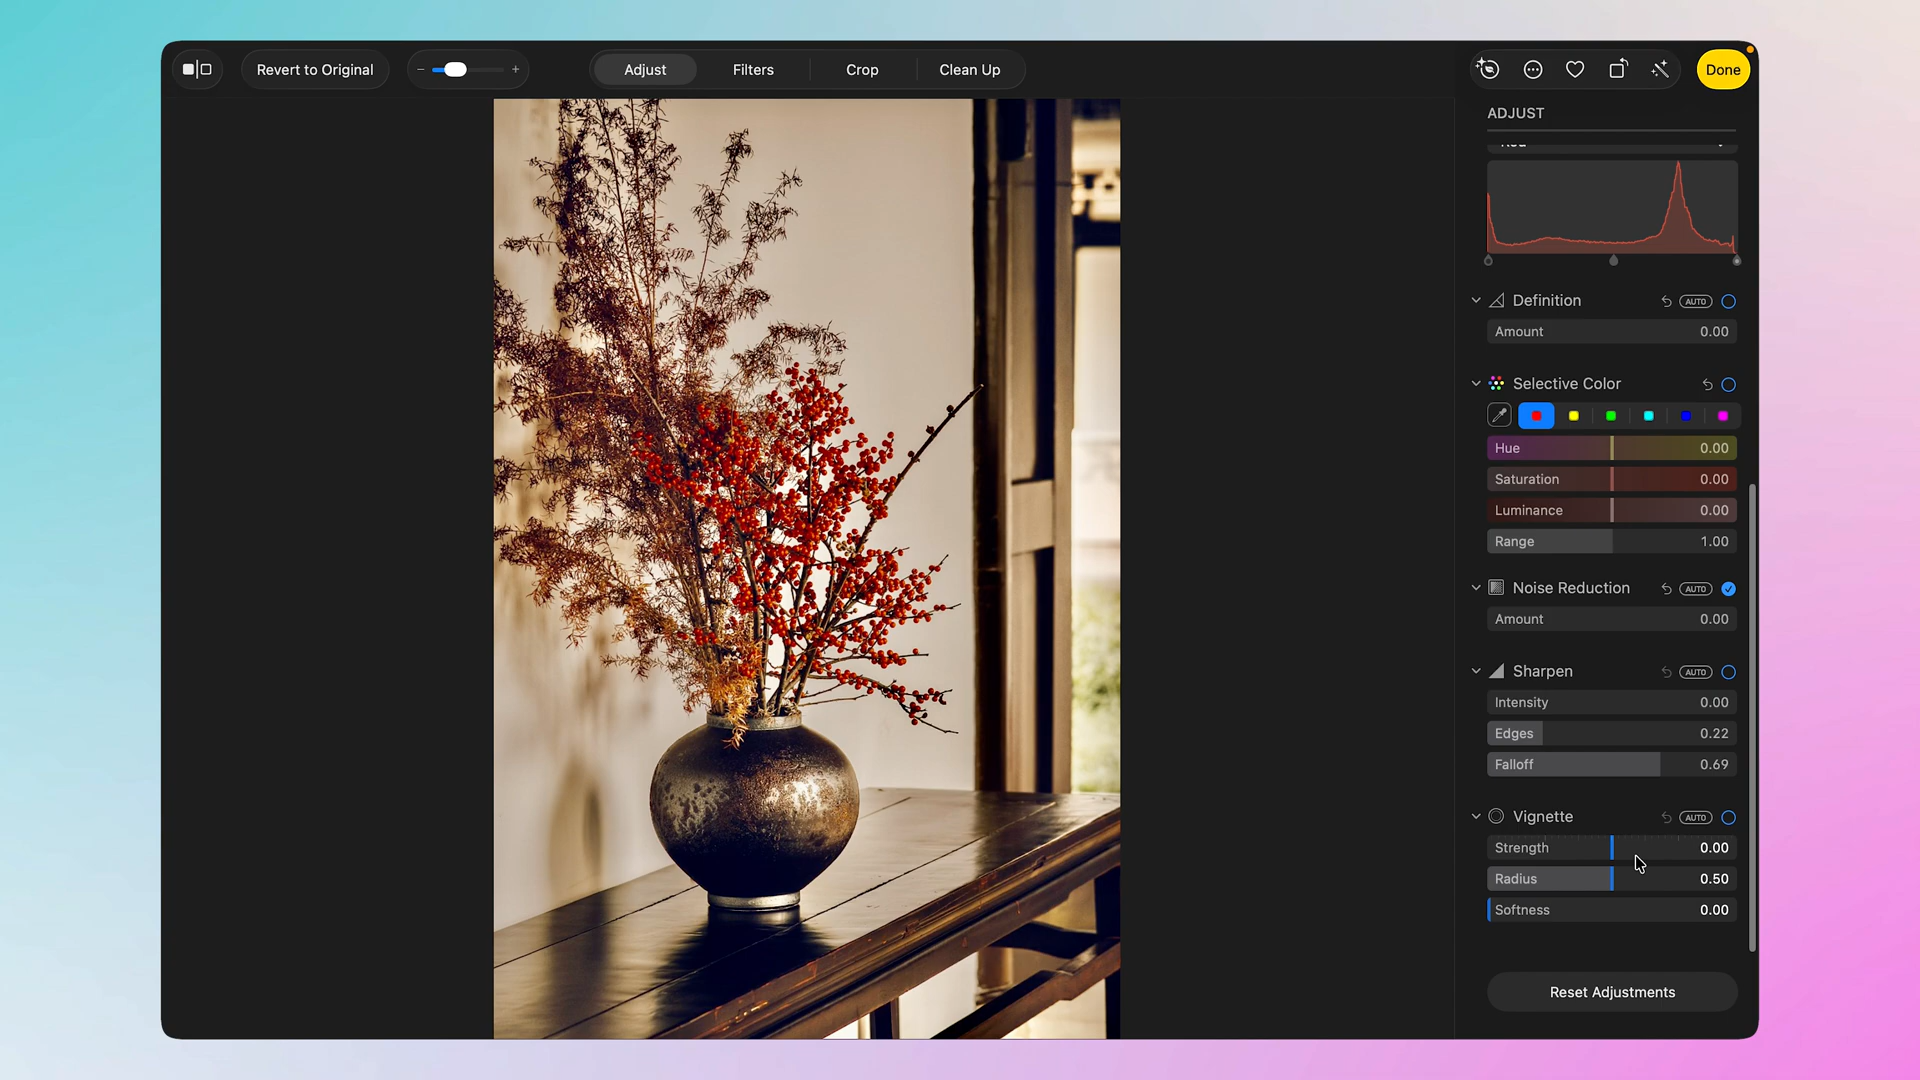 Revert to Original
Adjust
Filters
Crop
Clean Up
Done
ADJUST
Definition AUTO
Amount 0.00
Selective Color
Hue 0.00
Saturation 0.00
Luminance 0.00
Range 1.00
Noise Reduction AUTO
Amount 0.00
Sharpen AUTO
Intensity 0.00
Edges 0.22
Falloff 0.69
Vignette AUTO
Strength 0.00
Radius 0.50
Softness 0.00
Reset Adjustments